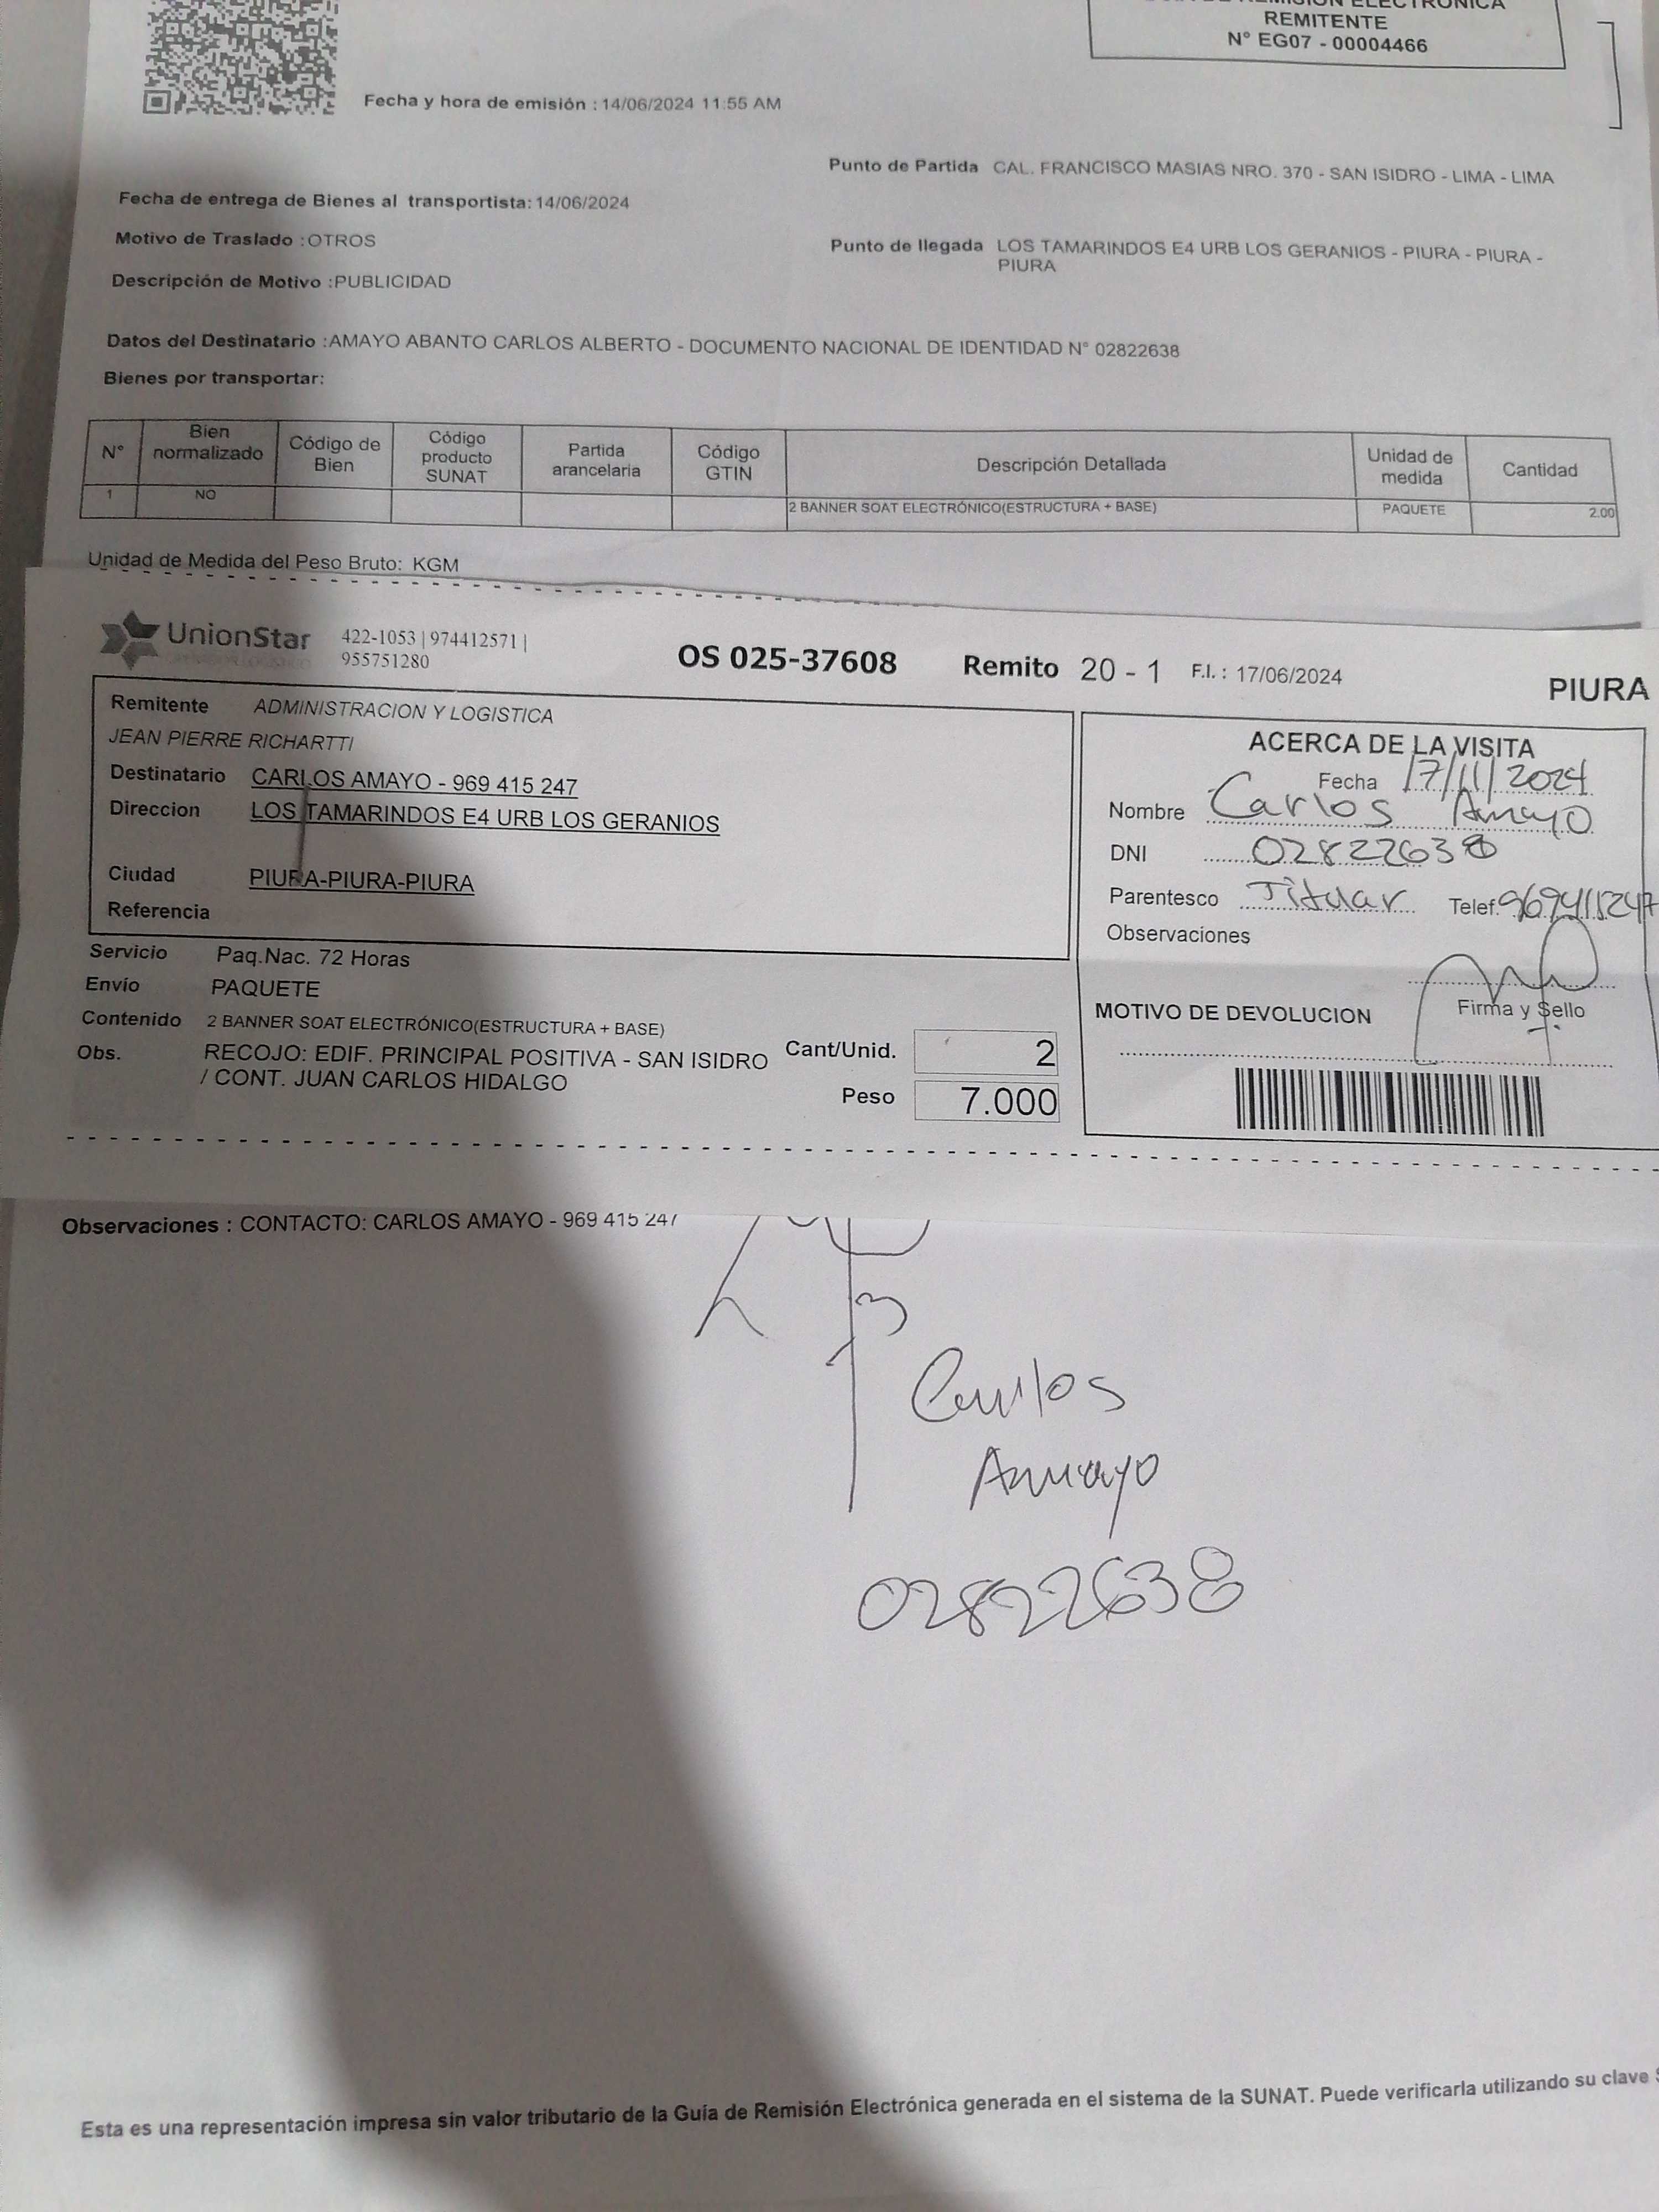 REMITENTE
N° EG07 - 00004466
Fecha y hora de emisión : 14/06/2024 11:55 AM
Punto de Partida CAL. FRANCISCO MASIAS NRO. 370 - SAN ISIDRO - LIMA - LIMA
Fecha de entrega de Bienes al transportista: 14/06/2024
Motivo de Traslado : OTROS
Punto de llegada LOS TAMARINDOS E4 URB LOS GERANIOS - PIURA - PIURA -
PIURA
Descripción de Motivo : PUBLICIDAD
Datos del Destinatario : AMAYO ABANTO CARLOS ALBERTO - DOCUMENTO NACIONAL DE IDENTIDAD N° 02822638
Bienes por transportar:
N° Bien normalizado Código de Bien Código producto SUNAT Partida arancelaria Código GTIN Descripción Detallada Unidad de medida Cantidad
1 NO 2 BANNER SOAT ELECTRÓNICO(ESTRUCTURA + BASE) PAQUETE 2.00
Unidad de Medida del Peso Bruto: KGM
UnionStar 422-1053 | 974412571 |
955751280
OS 025-37608 Remito 20 - 1 F.I. : 17/06/2024
PIURA
Remitente ADMINISTRACION Y LOGISTICA
JEAN PIERRE RICHARTTI
Destinatario CARLOS AMAYO - 969 415 247
Direccion LOS TAMARINDOS E4 URB LOS GERANIOS
Ciudad PIURA-PIURA-PIURA
Referencia
Servicio Paq.Nac. 72 Horas
Envío PAQUETE
Contenido 2 BANNER SOAT ELECTRÓNICO(ESTRUCTURA + BASE)
Obs. RECOJO: EDIF. PRINCIPAL POSITIVA - SAN ISIDRO
/ CONT. JUAN CARLOS HIDALGO
Cant/Unid. 2
Peso 7.000
ACERCA DE LA VISITA
Fecha 17/11/2024
Nombre Carlos Amayo
DNI 02822638
Parentesco Titular Telef. 969415247
Observaciones
Firma y Sello
MOTIVO DE DEVOLUCION
Observaciones : CONTACTO: CARLOS AMAYO - 969 415 247
Carlos
Amayo
02822638
Esta es una representación impresa sin valor tributario de la Guía de Remisión Electrónica generada en el sistema de la SUNAT. Puede verificarla utilizando su clave